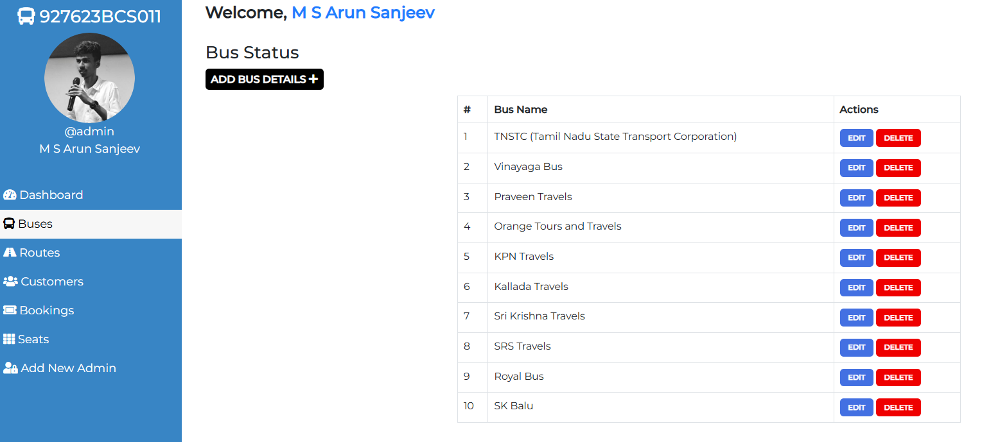 927623BCS011
@admin
M S Arun Sanjeev
Dashboard
Buses
Routes
Customers
Bookings
Seats
Add New Admin
Welcome, M S Arun Sanjeev
Bus Status
ADD BUS DETAILS +
# Bus Name Actions
1 TNSTC (Tamil Nadu State Transport Corporation) EDIT DELETE
2 Vinayaga Bus EDIT DELETE
3 Praveen Travels EDIT DELETE
4 Orange Tours and Travels EDIT DELETE
5 KPN Travels EDIT DELETE
6 Kallada Travels EDIT DELETE
7 Sri Krishna Travels EDIT DELETE
8 SRS Travels EDIT DELETE
9 Royal Bus EDIT DELETE
10 SK Balu EDIT DELETE